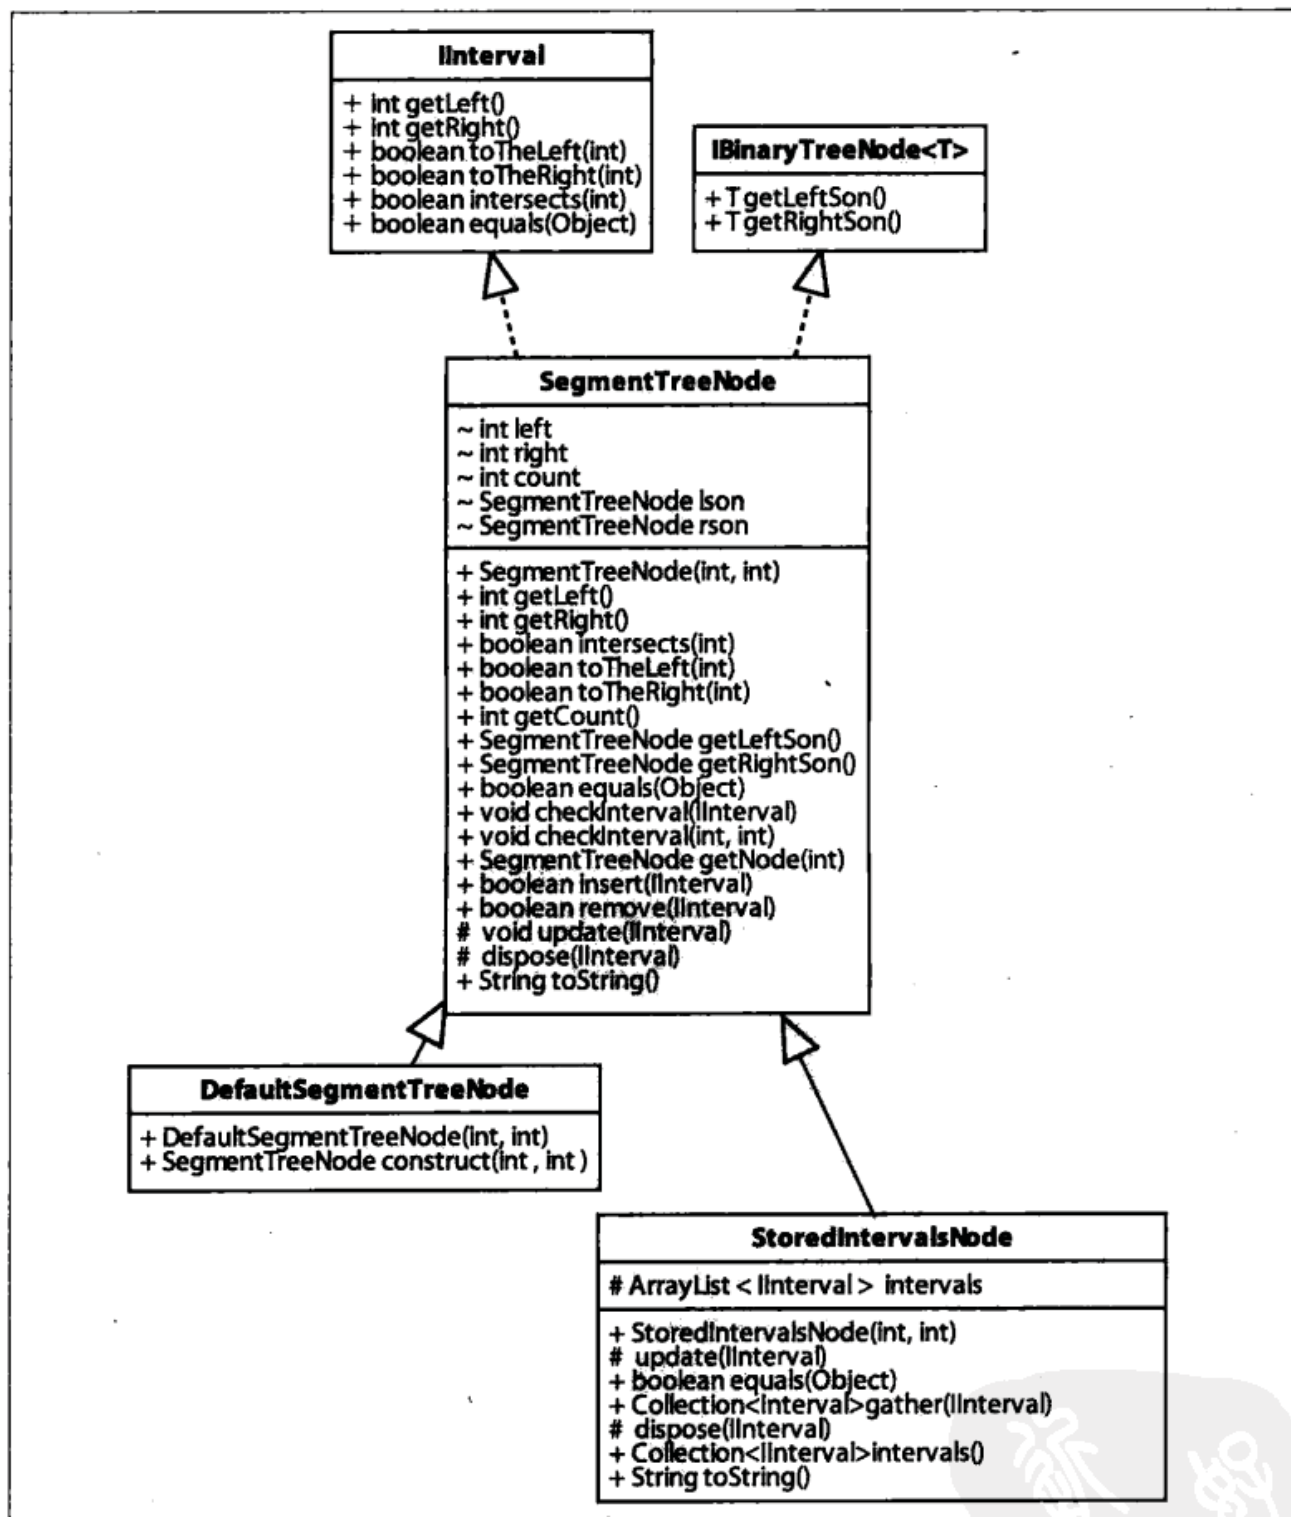 IInterval
+ int getLeft()
+ int getRight()
+ boolean toTheLeft(int)
+ boolean toTheRight(int)
+ boolean intersects(int)
+ boolean equals(Object)
IBinaryTreeNode<T>
+ T getLeftSon()
+ T getRightSon()
SegmentTreeNode
~ int left
~ int right
~ int count
~ SegmentTreeNode lson
~ SegmentTreeNode rson
+ SegmentTreeNode(int, int)
+ int getLeft()
+ int getRight()
+ boolean intersects(int)
+ boolean toTheLeft(int)
+ boolean toTheRight(int)
+ int getCount()
+ SegmentTreeNode getLeftSon()
+ SegmentTreeNode getRightSon()
+ boolean equals(Object)
+ void checkInterval(IInterval)
+ void checkInterval(int, int)
+ SegmentTreeNode getNode(int)
+ boolean insert(IInterval)
+ boolean remove(IInterval)
# void update(IInterval)
# dispose(IInterval)
+ String toString()
DefaultSegmentTreeNode
+ DefaultSegmentTreeNode(int, int)
+ SegmentTreeNode construct(int , int )
StoredIntervalsNode
# ArrayList < IInterval > intervals
+ StoredIntervalsNode(int, int)
# update(IInterval)
+ boolean equals(Object)
+ Collection<Interval>gather(IInterval)
# dispose(IInterval)
+ Collection<IInterval>intervals()
+ String toString()